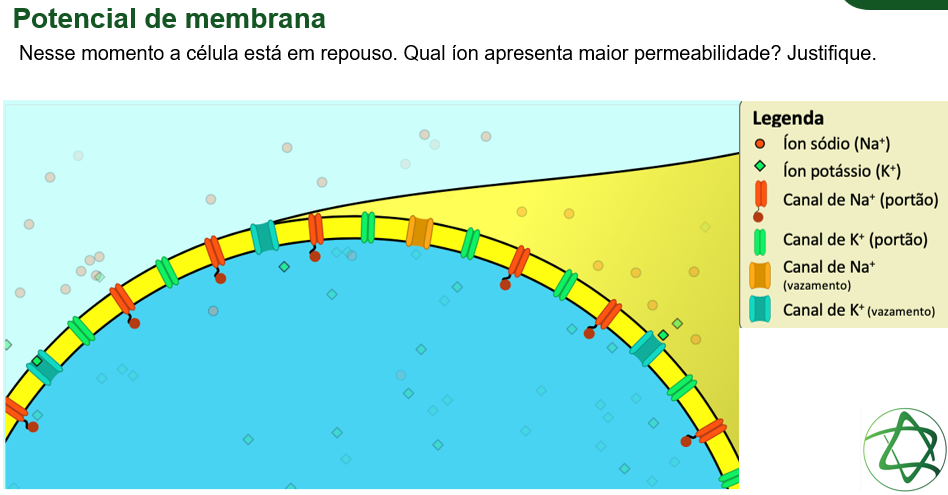 Potencial de membrana
Nesse momento a célula está em repouso. Qual íon apresenta maior permeabilidade? Justifique.
Legenda
Íon sódio (Na⁺)
Íon potássio (K⁺)
Canal de Na⁺ (portão)
Canal de K⁺ (portão)
Canal de Na⁺
(vazamento)
Canal de K⁺ (vazamento)